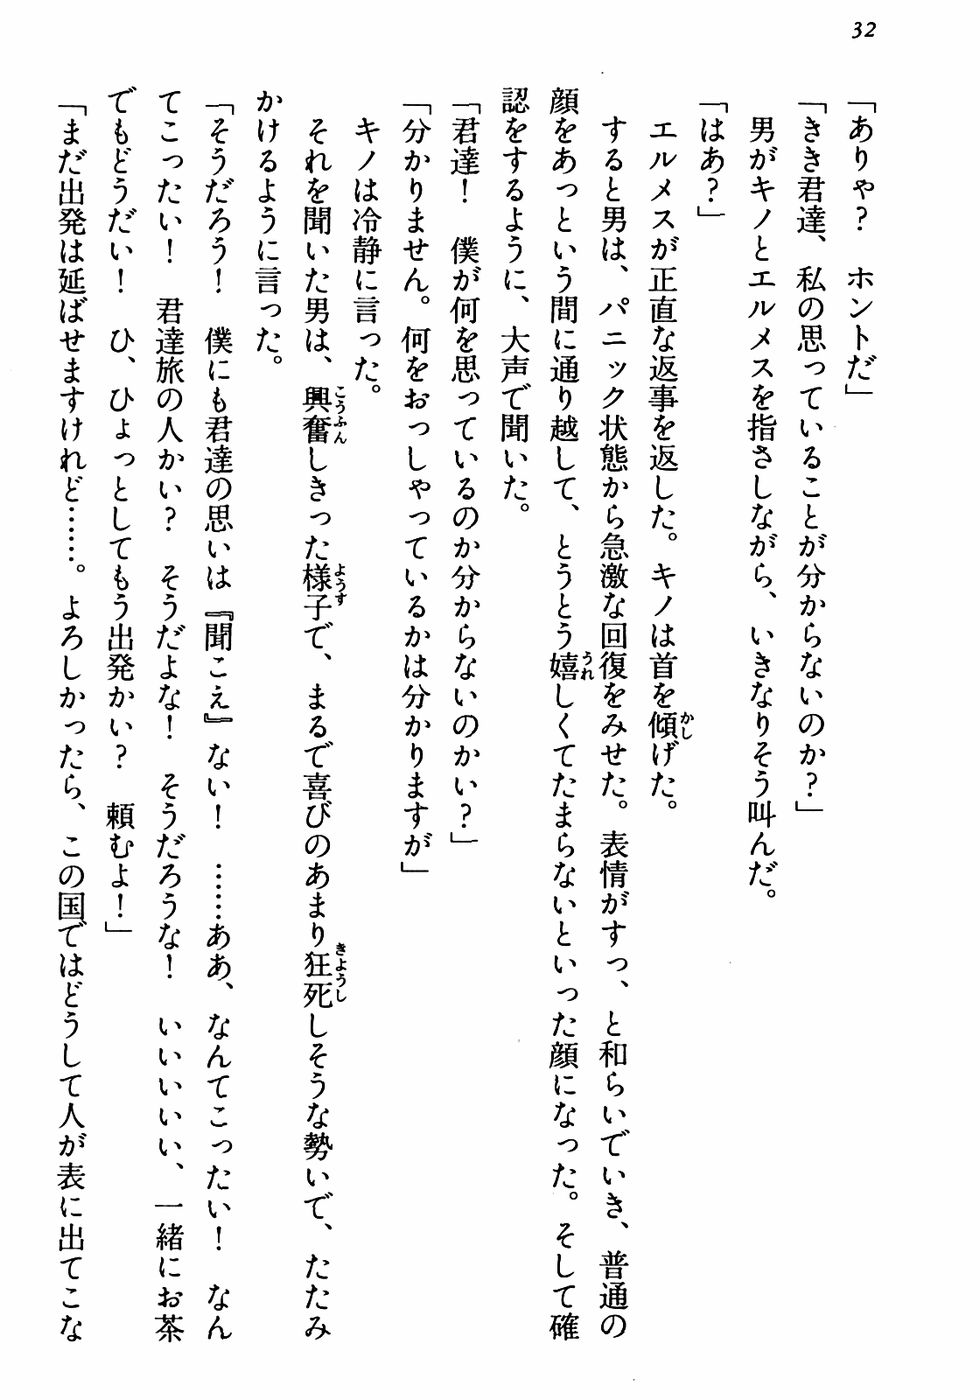 32
「ありゃ？　ホントだ」
「きき君達、私の思っていることが分からないのか？」
男がキノとエルメスを指さしながら、いきなりそう叫んだ。
「はあ？」
エルメスが正直な返事を返した。キノは首を傾げた。
すると男は、パニック状態から急激な回復をみせた。表情がすっ、と和らいでいき、普通の
顔をあっという間に通り越して、とうとう嬉しくてたまらないといった顔になった。そして確
認をするように、大声で聞いた。
「君達！　僕が何を思っているのか分からないのかい？」
「分かりません。何をおっしゃっているかは分かりますが」
キノは冷静に言った。
それを聞いた男は、興奮しきった様子で、まるで喜びのあまり狂死しそうな勢いで、たたみ
かけるように言った。
「そうだろう！　僕にも君達の思いは『聞こえ』ない！　……ああ、なんてこったい！　なん
てこったい！　君達旅の人かい？　そうだよな！　そうだろうな！　いいいいい、一緒にお茶
でもどうだい！　ひ、ひょっとしてもう出発かい？　頼むよ！」
「まだ出発は延ばせますけれど……。よろしかったら、この国ではどうして人が表に出てこな